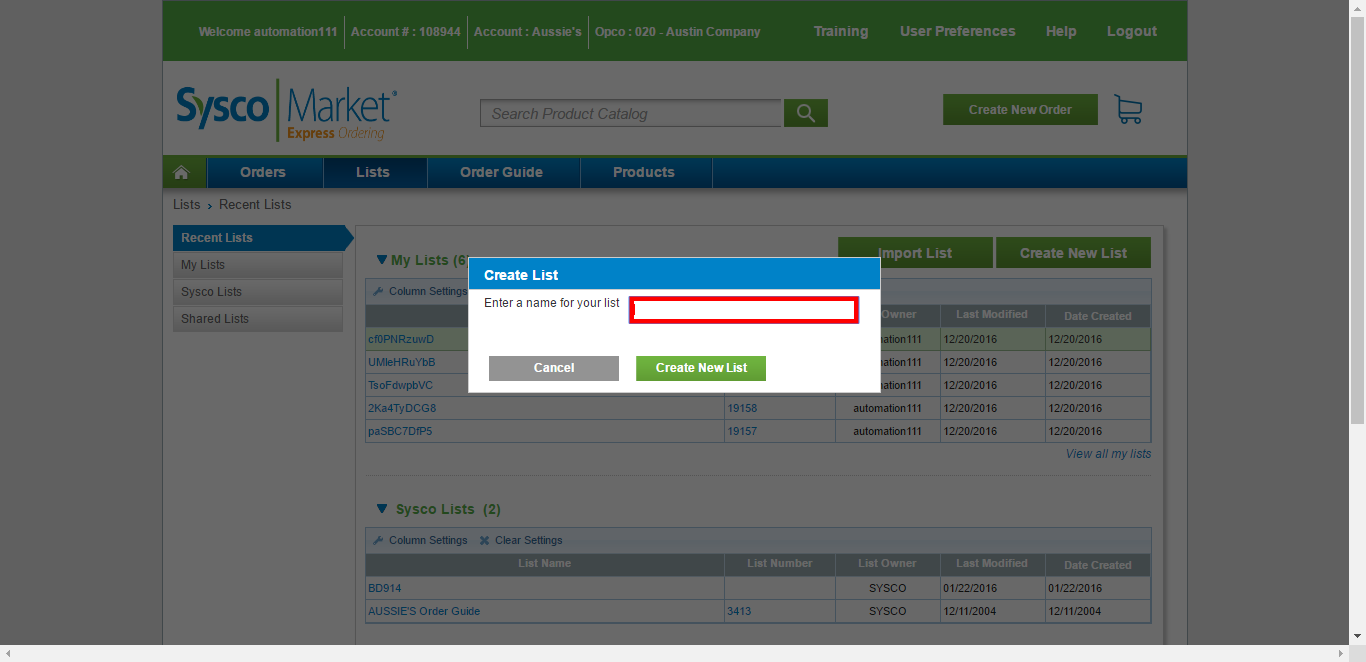 Welcome automation111 Account # : 108944 Account : Aussie's Opco : 020 - Austin Company Training User Preferences Help Logout
Sysco Market®
Express Ordering
Search Product Catalog
Create New Order
Orders Lists Order Guide Products
Lists › Recent Lists
Recent Lists
My Lists
Sysco Lists
Shared Lists
My Lists (6
Import List Create New List
Column Settings
Create List
Enter a name for your list
Cancel Create New List
Owner Last Modified Date Created
cf0PNRzuwD mation111 12/20/2016 12/20/2016
UMleHRuYbB mation111 12/20/2016 12/20/2016
TsoFdwpbVC mation111 12/20/2016 12/20/2016
2Ka4TyDCG8 19158 automation111 12/20/2016 12/20/2016
paSBC7DfP5 19157 automation111 12/20/2016 12/20/2016
View all my lists
Sysco Lists (2)
Column Settings Clear Settings
List Name List Number List Owner Last Modified Date Created
BD914 SYSCO 01/22/2016 01/22/2016
AUSSIE'S Order Guide 3413 SYSCO 12/11/2004 12/11/2004